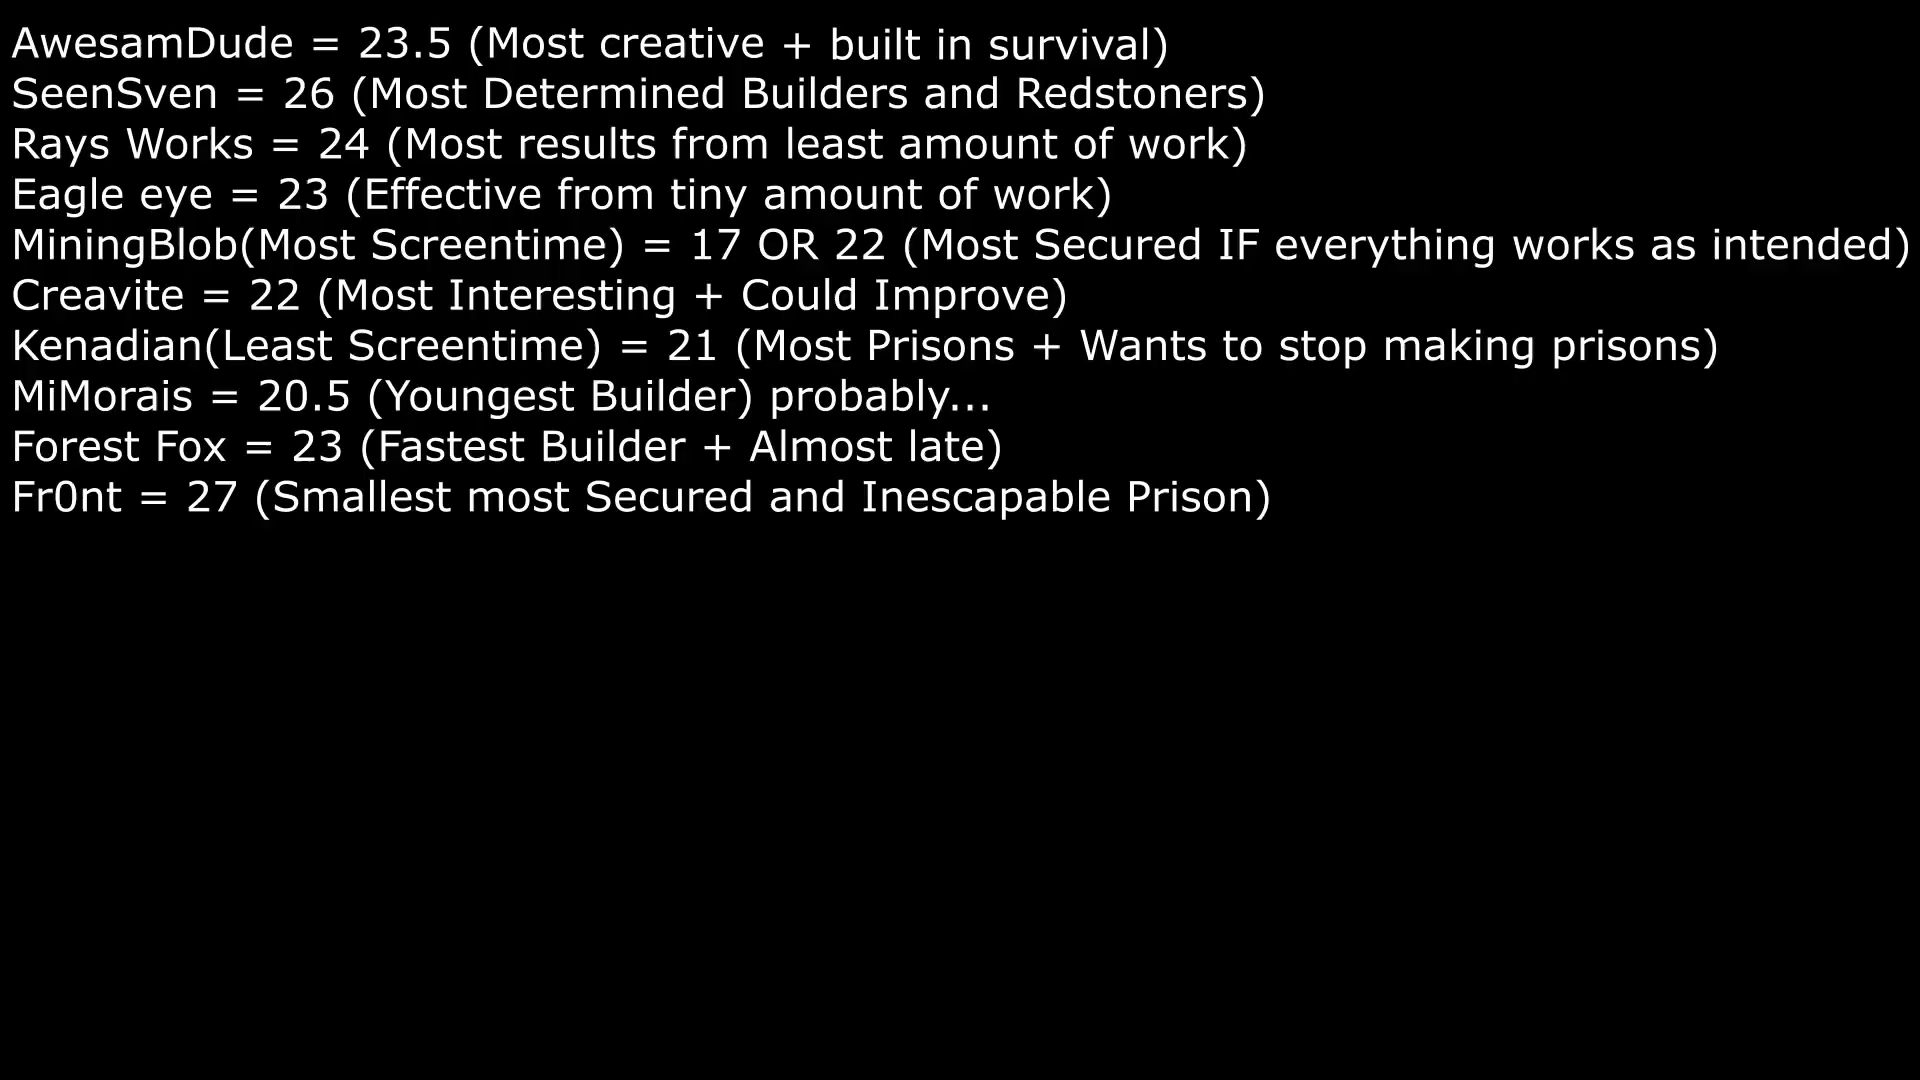 AwesamDude = 23.5 (Most creative + built in survival)
SeenSven = 26 (Most Determined Builders and Redstoners)
Rays Works = 24 (Most results from least amount of work)
Eagle eye = 23 (Effective from tiny amount of work)
MiningBlob(Most Screentime) = 17 OR 22 (Most Secured IF everything works as intended)
Creavite = 22 (Most Interesting + Could Improve)
Kenadian(Least Screentime) = 21 (Most Prisons + Wants to stop making prisons)
MiMorais = 20.5 (Youngest Builder) probably...
Forest Fox = 23 (Fastest Builder + Almost late)
Fr0nt = 27 (Smallest most Secured and Inescapable Prison)